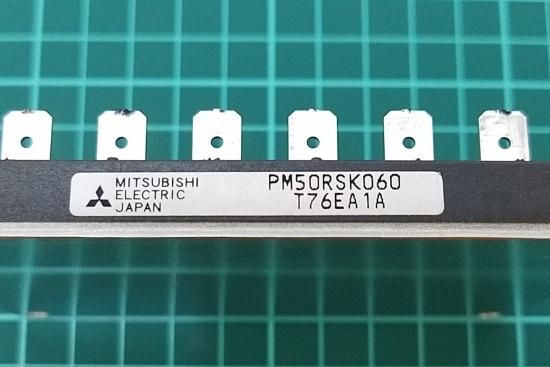 MITSUBISHI
ELECTRIC
JAPAN
PM50RSK060
T76EA1A